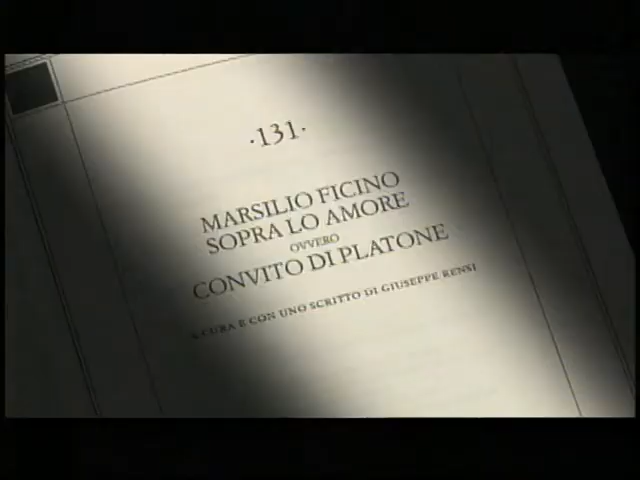 ·131·
MARSILIO FICINO
SOPRA LO AMORE
OVVERO
CONVITO DI PLATONE
A CURA E CON UNO SCRITTO DI GIUSEPPE RENSI